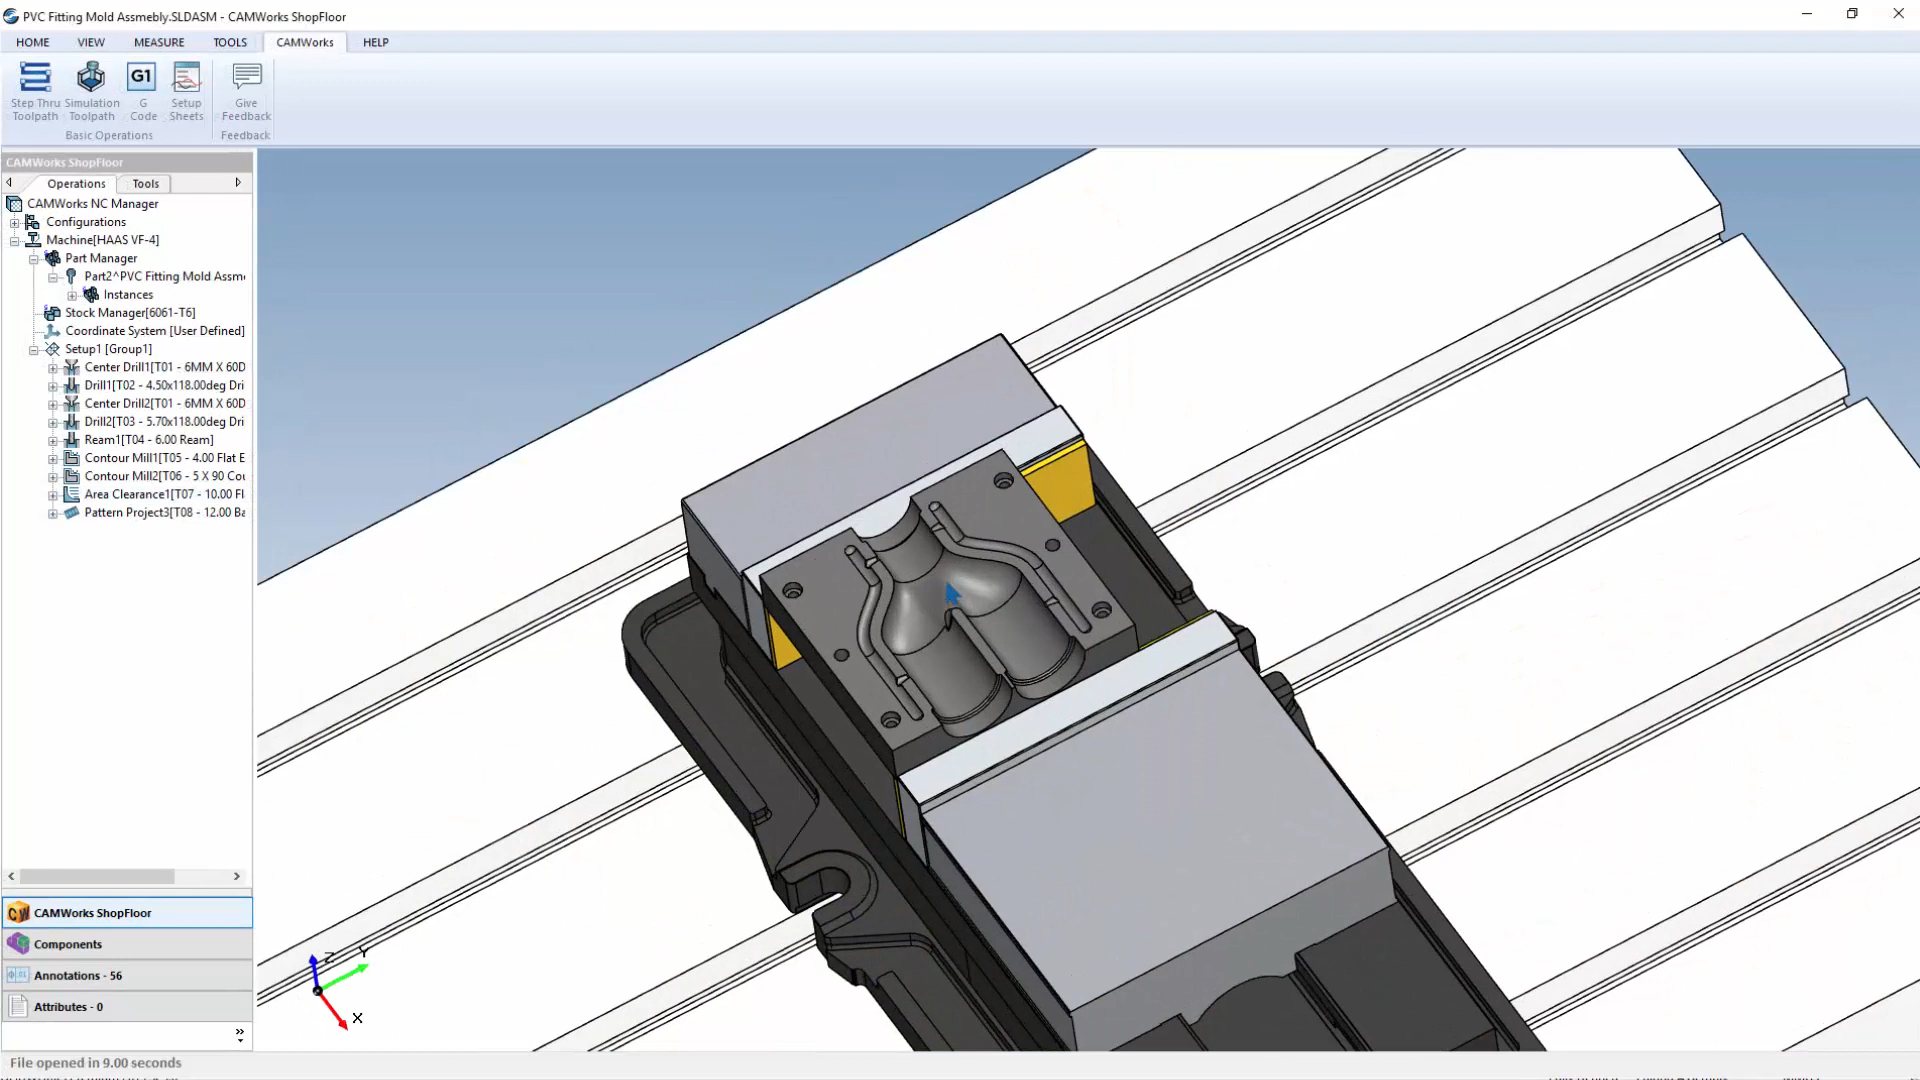 PVC Fitting Mold Assmebly.SLDASM - CAMWorks ShopFloor
HOME VIEW MEASURE TOOLS CAMWorks HELP
G1
Step Thru Toolpath
Simulation Toolpath
G Code
Setup Sheets
Give Feedback
Basic Operations
Feedback
CAMWorks ShopFloor
Operations Tools
CAMWorks NC Manager
Configurations
Machine[HAAS VF-4]
Part Manager
Part2^PVC Fitting Mold Assm
Instances
Stock Manager[6061-T6]
Coordinate System [User Defined]
Setup1 [Group1]
Center Drill1[T01 - 6MM X 60D
Drill1[T02 - 4.50x118.00deg Dri
Center Drill2[T01 - 6MM X 60D
Drill2[T03 - 5.70x118.00deg Dri
Ream1[T04 - 6.00 Ream]
Contour Mill1[T05 - 4.00 Flat E
Contour Mill2[T06 - 5 X 90 Cou
Area Clearance1[T07 - 10.00 Fl
Pattern Project3[T08 - 12.00 Ba
CW CAMWorks ShopFloor
Components
Annotations - 56
Attributes - 0
Z Y
X
File opened in 9.00 seconds